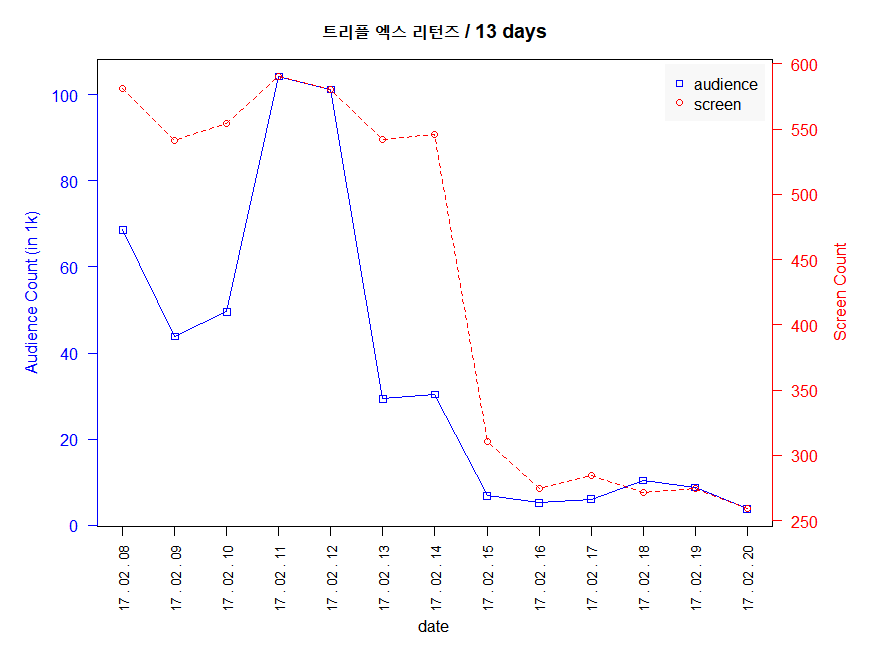 트리플 엑스 리턴즈 / 13 days
audience
screen
Audience Count (in 1k)
100
80
60
40
20
0
600
550
500
450
400
350
300
250
Screen Count
17 . 02 . 08
17 . 02 . 09
17 . 02 . 10
17 . 02 . 11
17 . 02 . 12
17 . 02 . 13
17 . 02 . 14
17 . 02 . 15
17 . 02 . 16
17 . 02 . 17
17 . 02 . 18
17 . 02 . 19
17 . 02 . 20
date